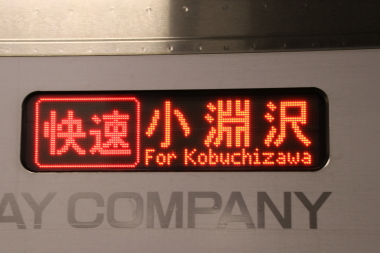 快速 小淵沢
For Kobuchizawa
AY COMPANY